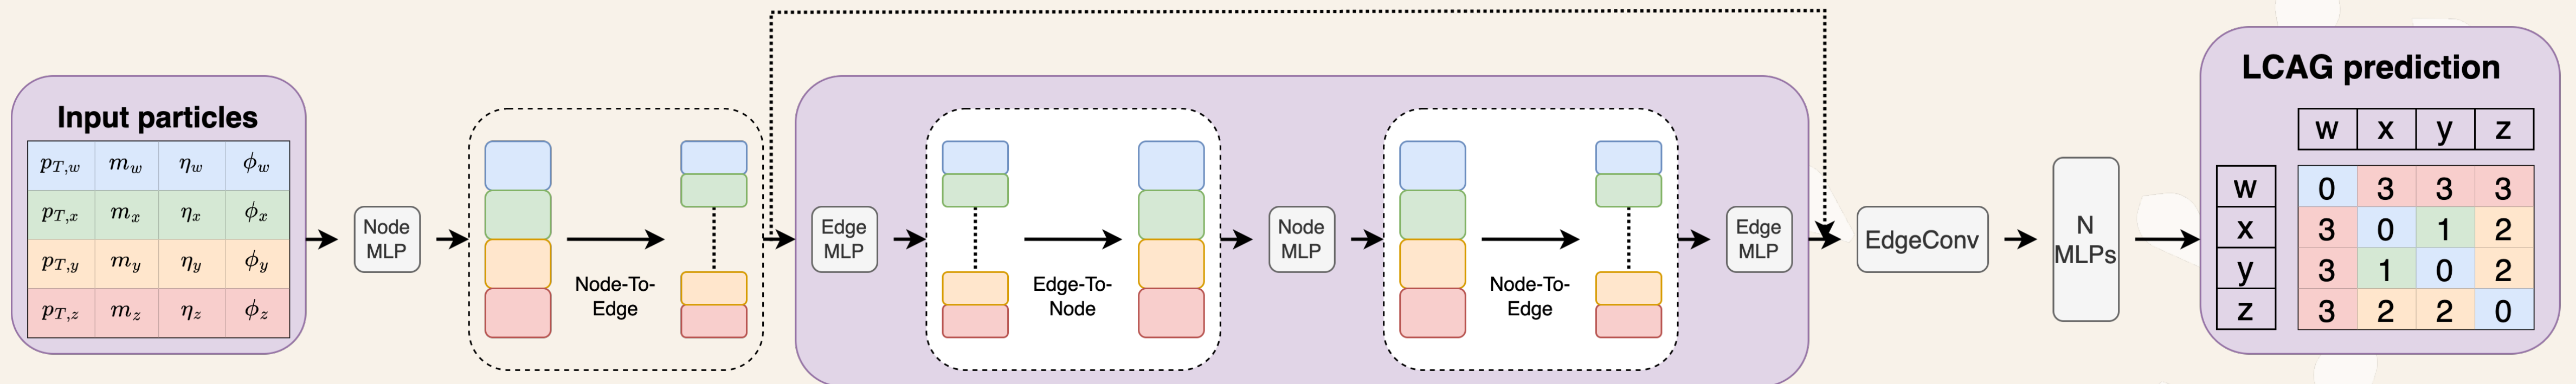 Input particles
p_{T,w} m_w η_w ϕ_w
p_{T,x} m_x η_x ϕ_x
p_{T,y} m_y η_y ϕ_y
p_{T,z} m_z η_z ϕ_z
Node
MLP
Node-To-
Edge
Edge
MLP
Edge-To-
Node
Node
MLP
Node-To-
Edge
Edge
MLP
EdgeConv
N
MLPs
LCAG prediction
w x y z
w 0 3 3 3
x 3 0 1 2
y 3 1 0 2
z 3 2 2 0